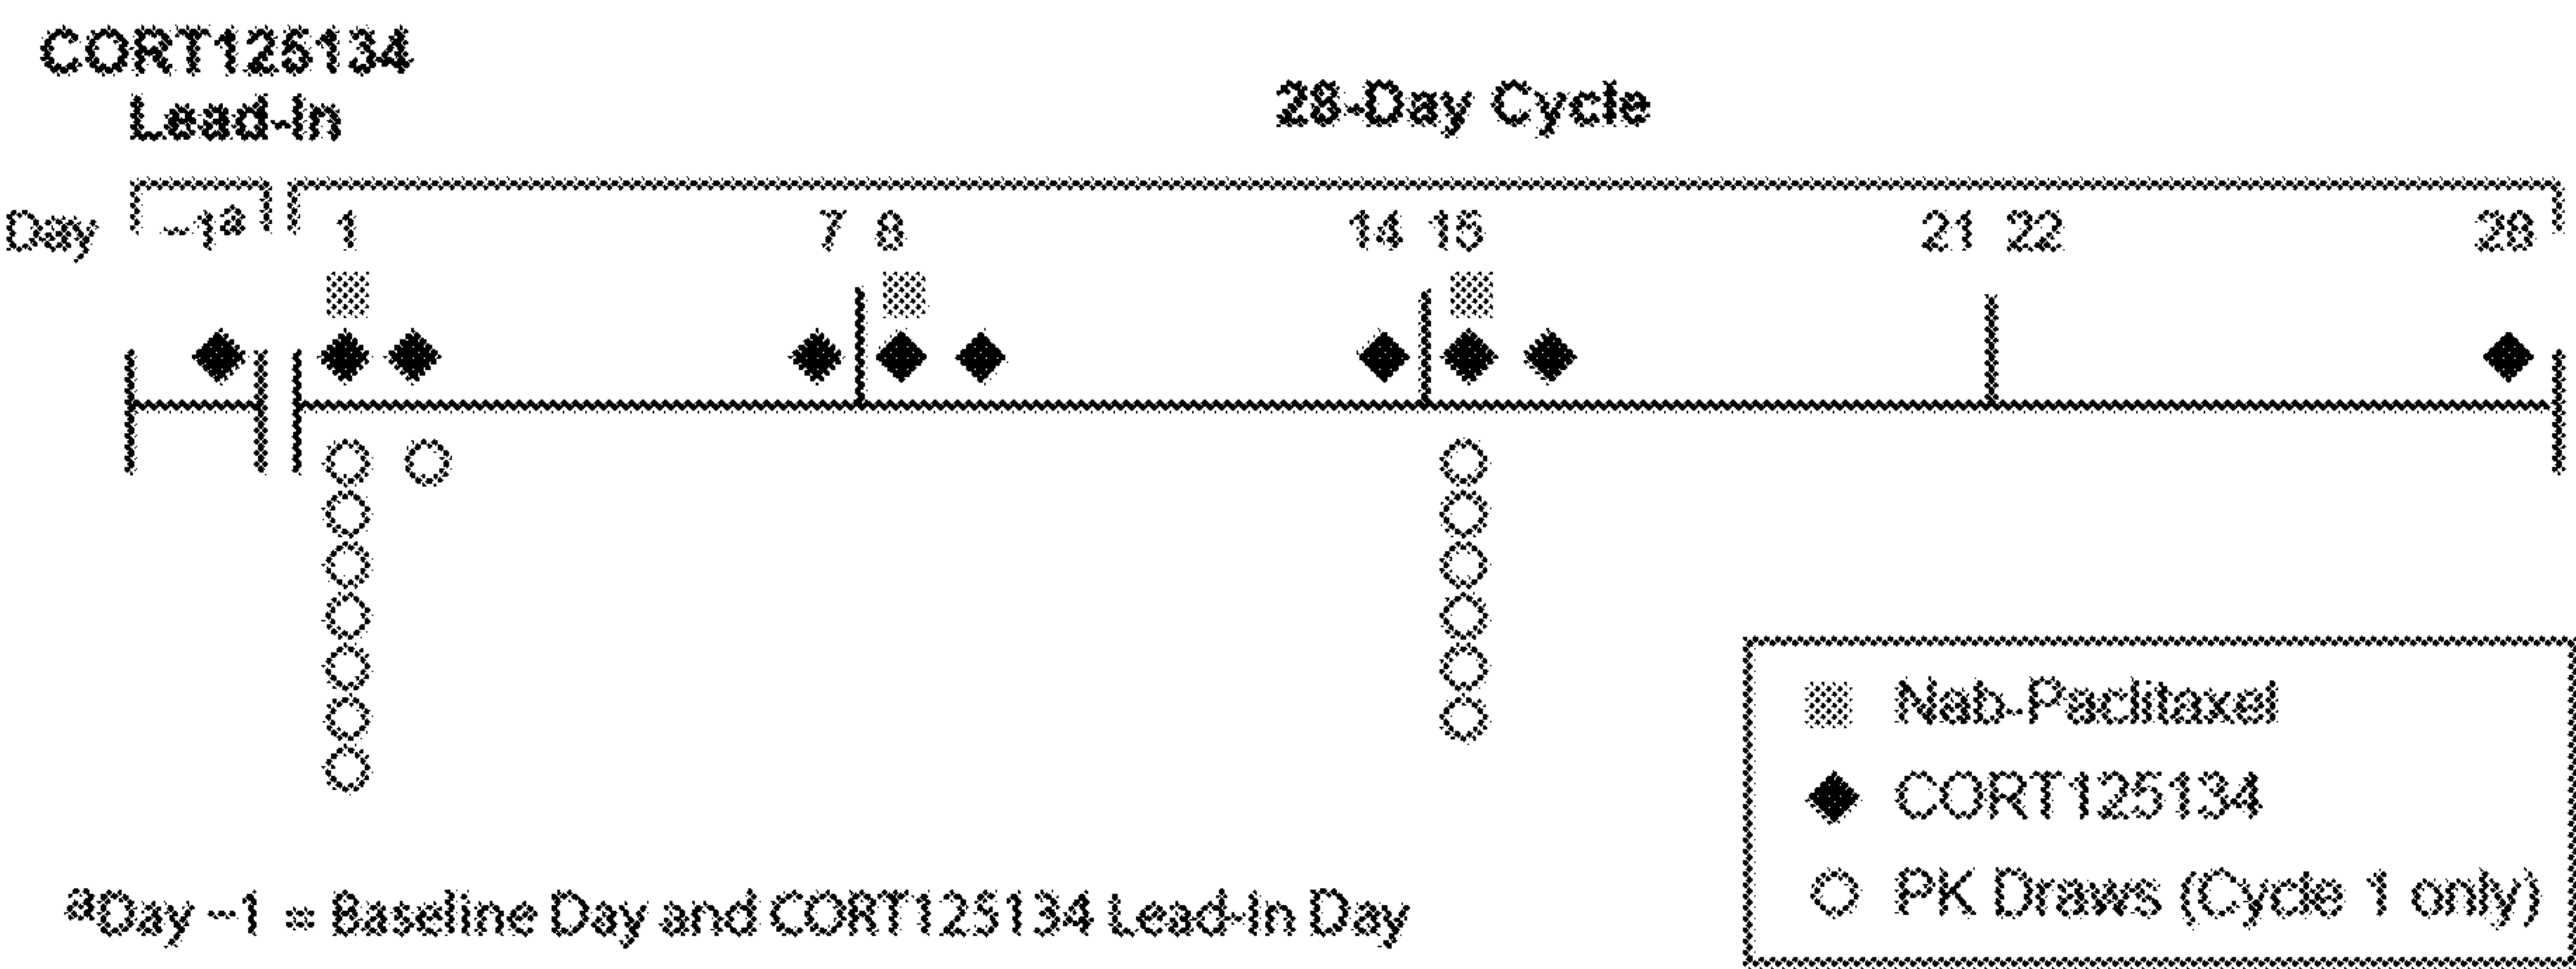 CORT125134
Lead-In
28-Day Cycle
Day –1a 1 7 8 14 15 21 22 28
Nab-Paclitaxel
CORT125134
PK Draws (Cycle 1 only)
aDay –1 = Baseline Day and CORT125134 Lead-In Day